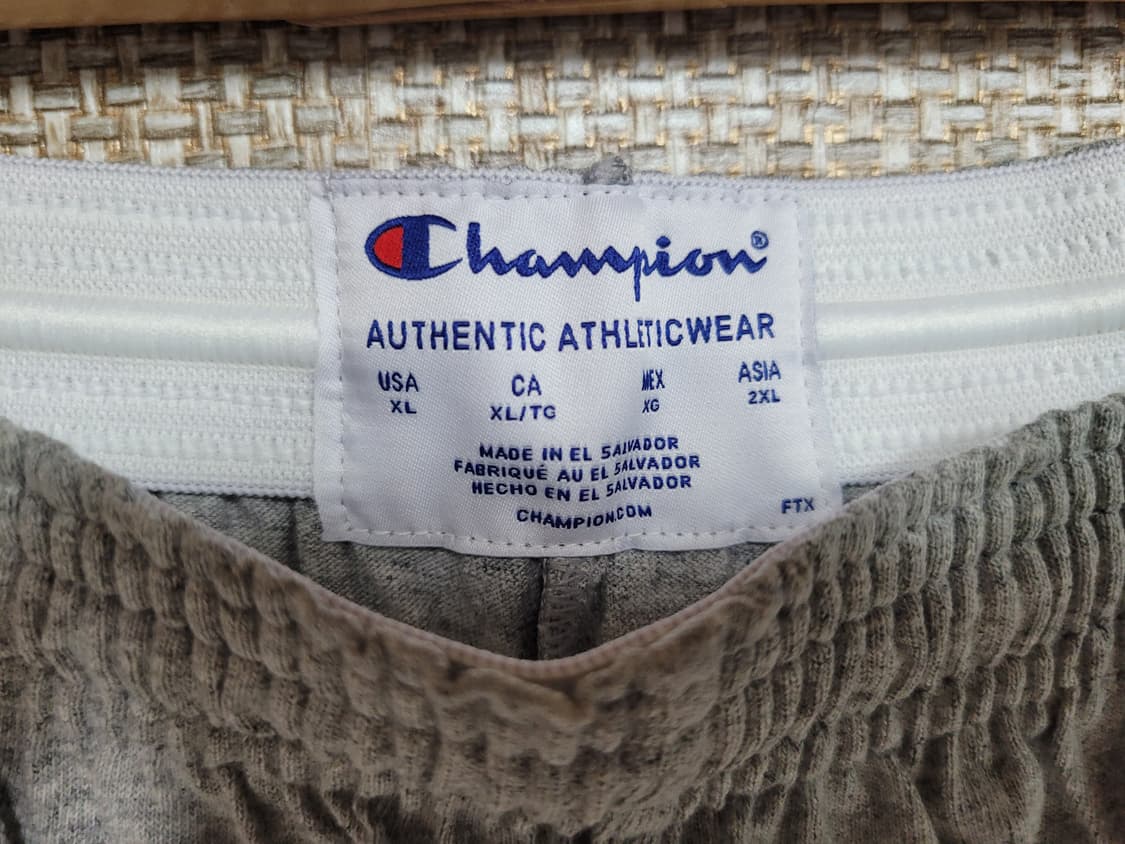 Champion®
AUTHENTIC ATHLETICWEAR
USA CA MEX ASIA
XL XL/TG XG 2XL
MADE IN EL SALVADOR
FABRIQUÉ AU EL SALVADOR
HECHO EN EL SALVADOR
CHAMPION.COM FTX